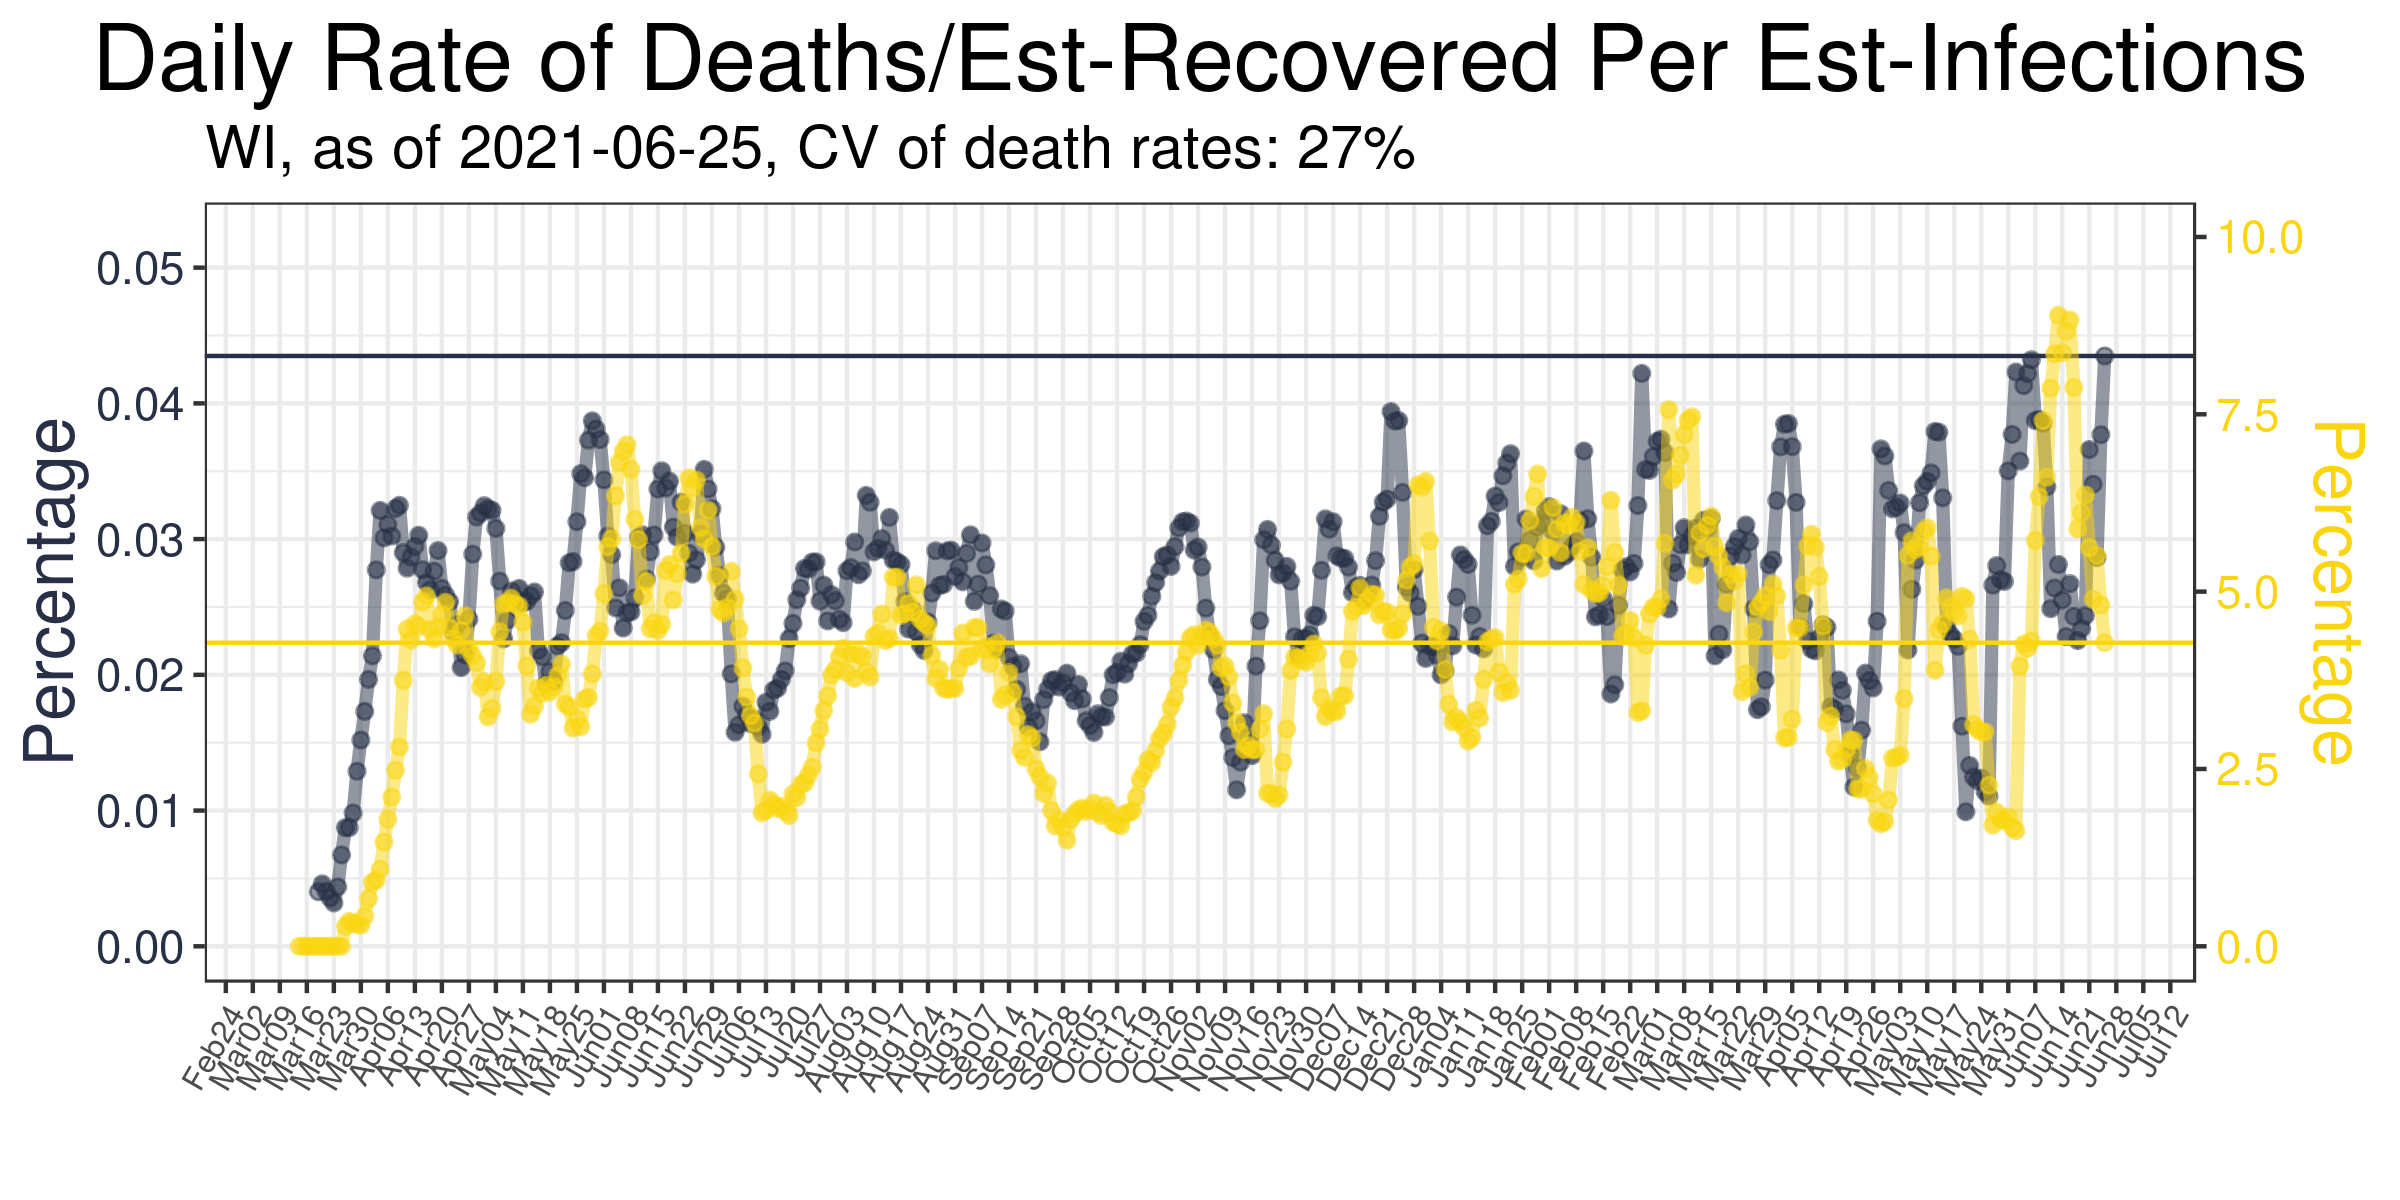 Daily Rate of Deaths/Est-Recovered Per Est-Infections
WI, as of 2021-06-25, CV of death rates: 27%
Percentage
0.05
0.04
0.03
0.02
0.01
0.00
10.0
7.5
5.0
2.5
0.0
Percentage
Feb24
Mar02
Mar09
Mar16
Mar23
Mar30
Apr06
Apr13
Apr20
Apr27
May04
May11
May18
May25
Jun01
Jun08
Jun15
Jun22
Jun29
Jul06
Jul13
Jul20
Jul27
Aug03
Aug10
Aug17
Aug24
Aug31
Sep07
Sep14
Sep21
Sep28
Oct05
Oct12
Oct19
Oct26
Nov02
Nov09
Nov16
Nov23
Nov30
Dec07
Dec14
Dec21
Dec28
Jan04
Jan11
Jan18
Jan25
Feb01
Feb08
Feb15
Feb22
Mar01
Mar08
Mar15
Mar22
Mar29
Apr05
Apr12
Apr19
Apr26
May03
May10
May17
May24
May31
Jun07
Jun14
Jun21
Jun28
Jul05
Jul12